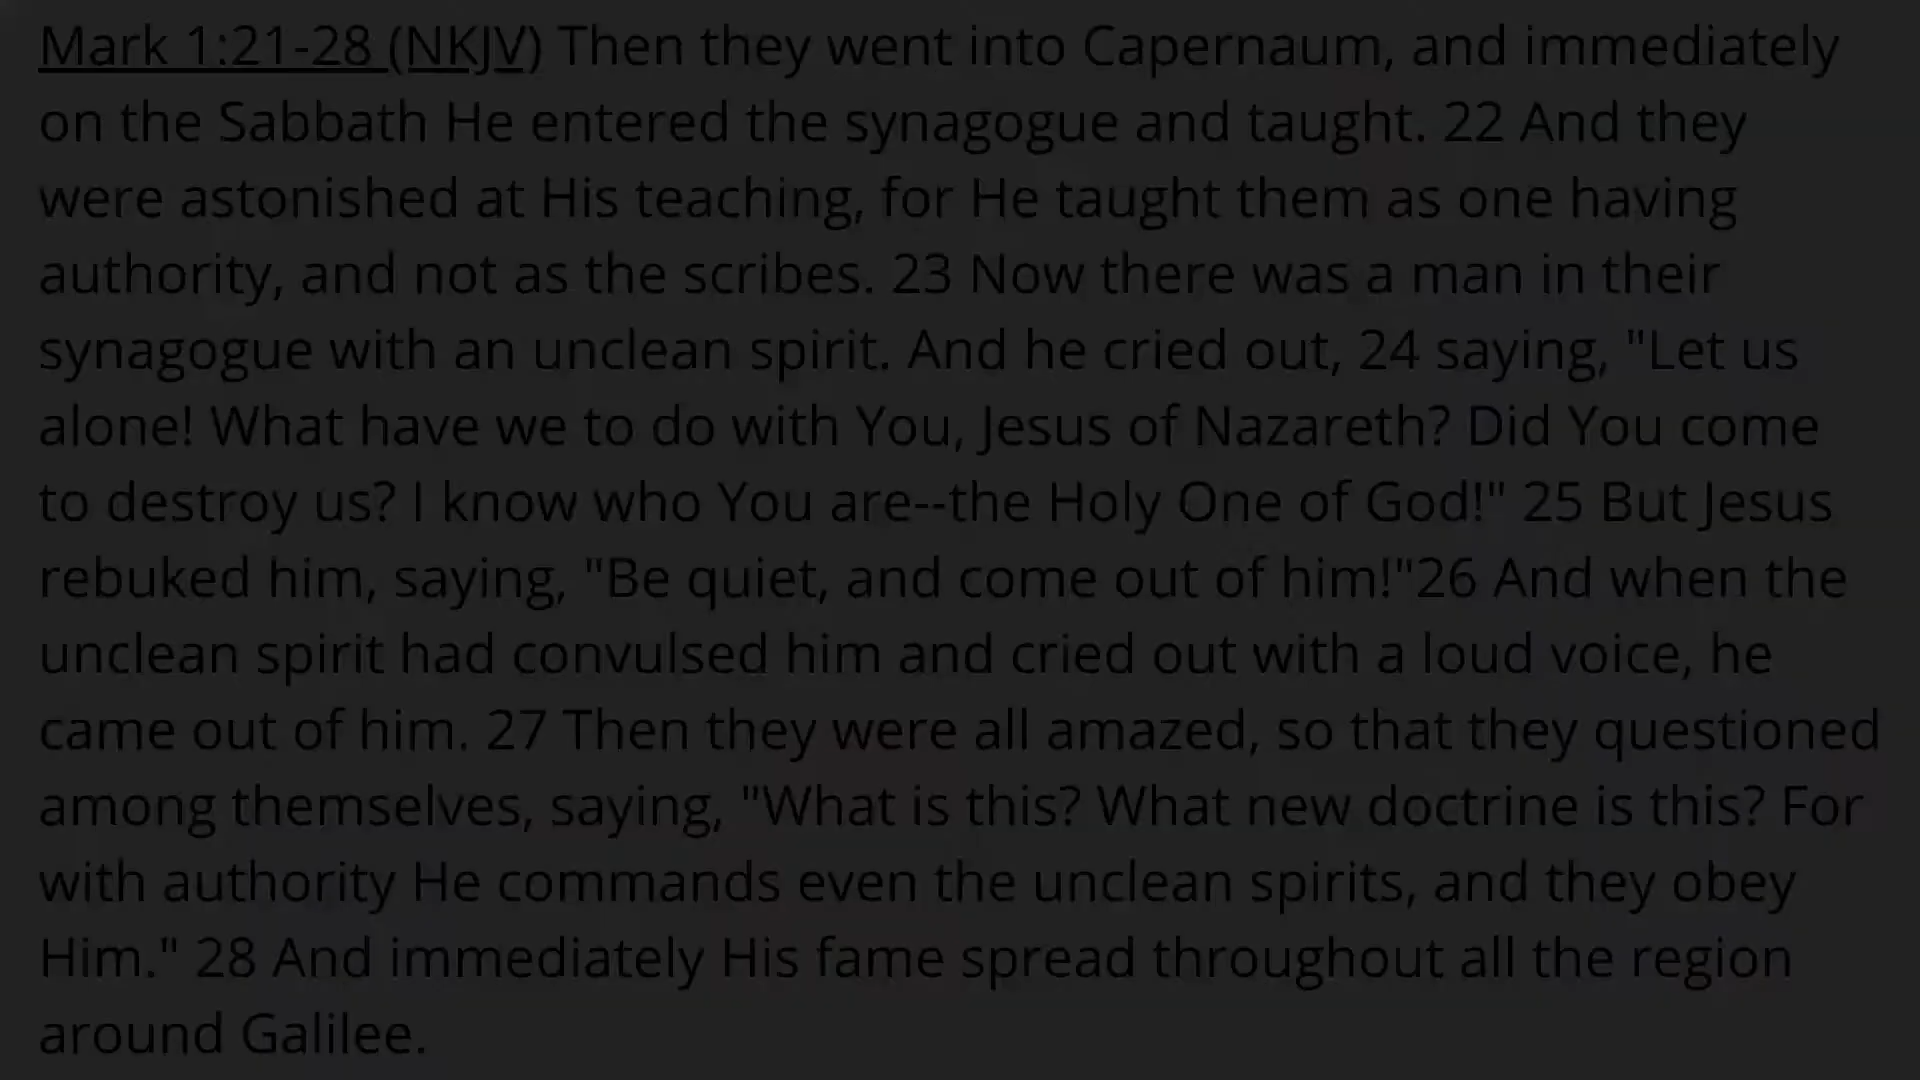 Mark 1:21-28 (NKJV) Then they went into Capernaum, and immediately
on the Sabbath He entered the synagogue and taught. 22 And they
were astonished at His teaching, for He taught them as one having
authority, and not as the scribes. 23 Now there was a man in their
synagogue with an unclean spirit. And he cried out, 24 saying, "Let us
alone! What have we to do with You, Jesus of Nazareth? Did You come
to destroy us? I know who You are--the Holy One of God!" 25 But Jesus
rebuked him, saying, "Be quiet, and come out of him!"26 And when the
unclean spirit had convulsed him and cried out with a loud voice, he
came out of him. 27 Then they were all amazed, so that they questioned
among themselves, saying, "What is this? What new doctrine is this? For
with authority He commands even the unclean spirits, and they obey
Him." 28 And immediately His fame spread throughout all the region
around Galilee.